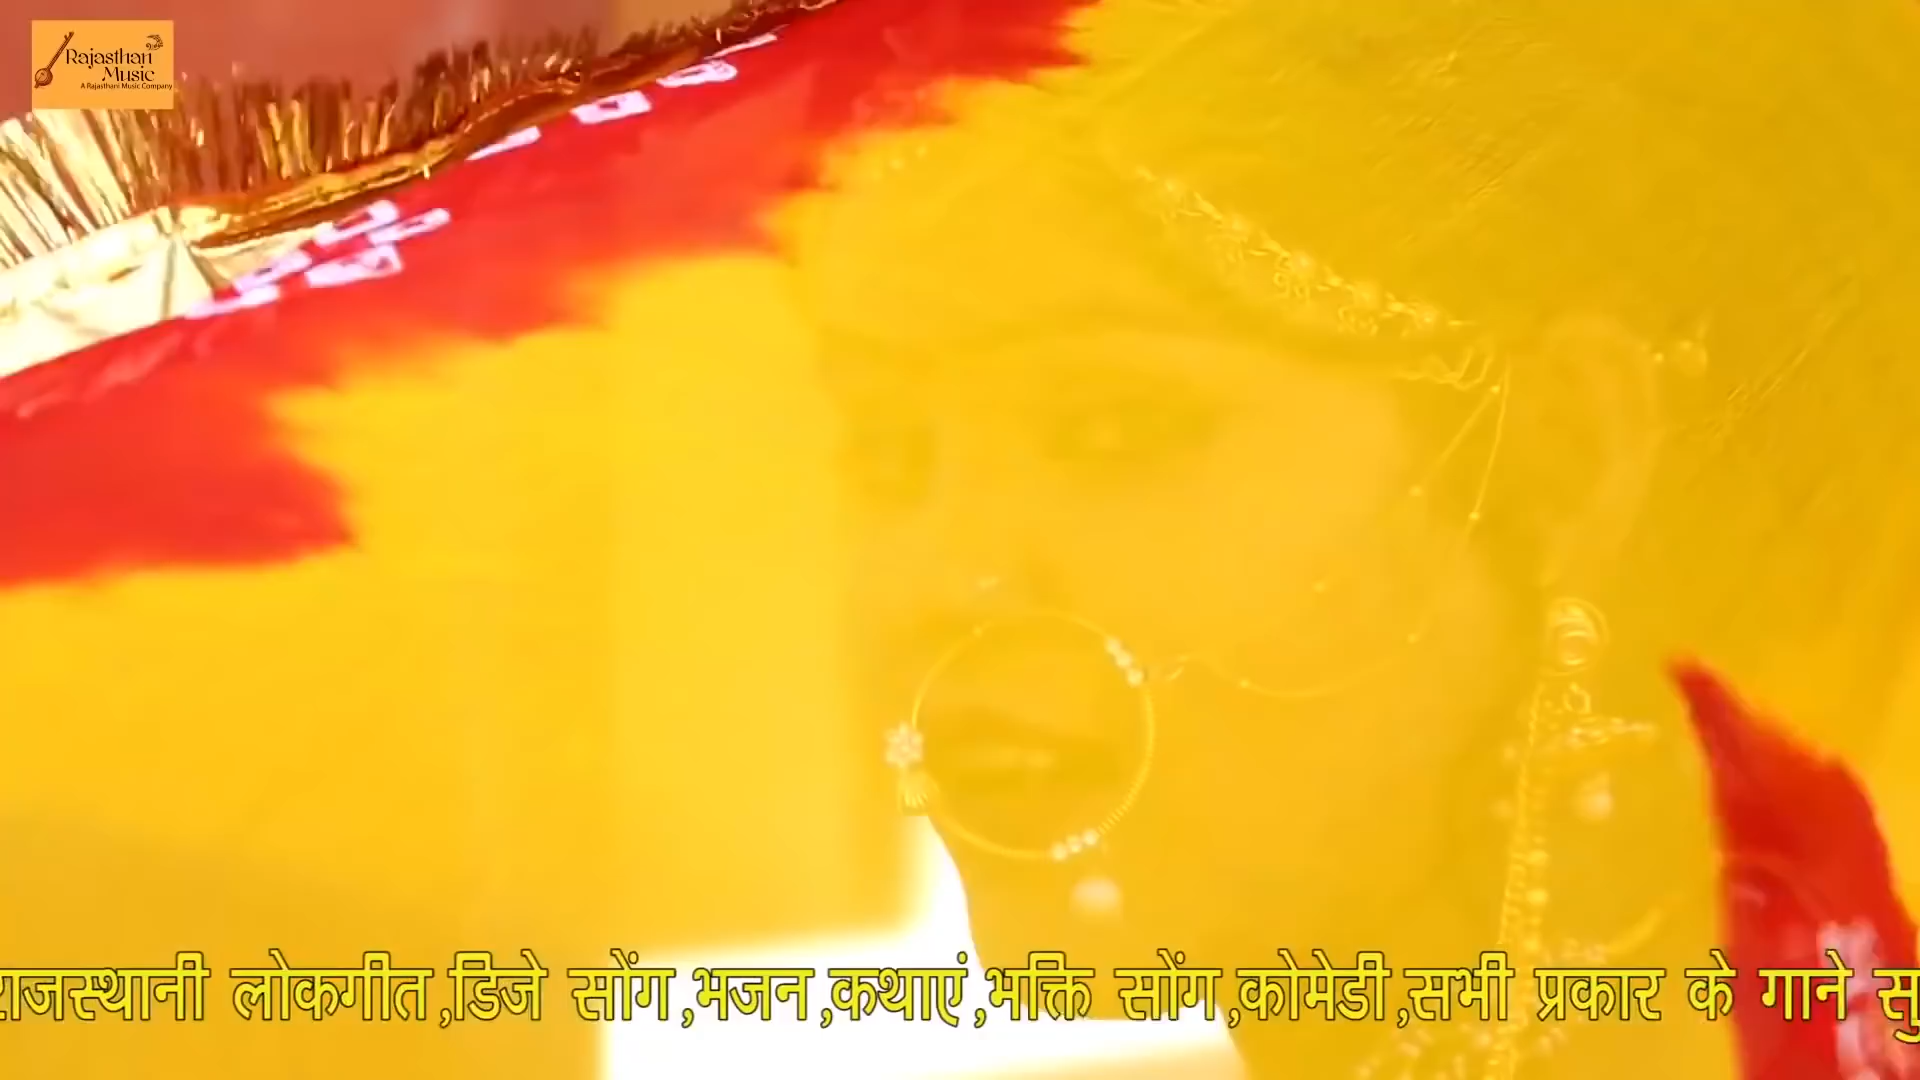 Rajasthan
Music
A Rajasthani Music Company
राजस्थानी लोकगीत,डिजे सोंग,भजन,कथाएं,भक्ति सोंग,कोमेडी,सभी प्रकार के गाने